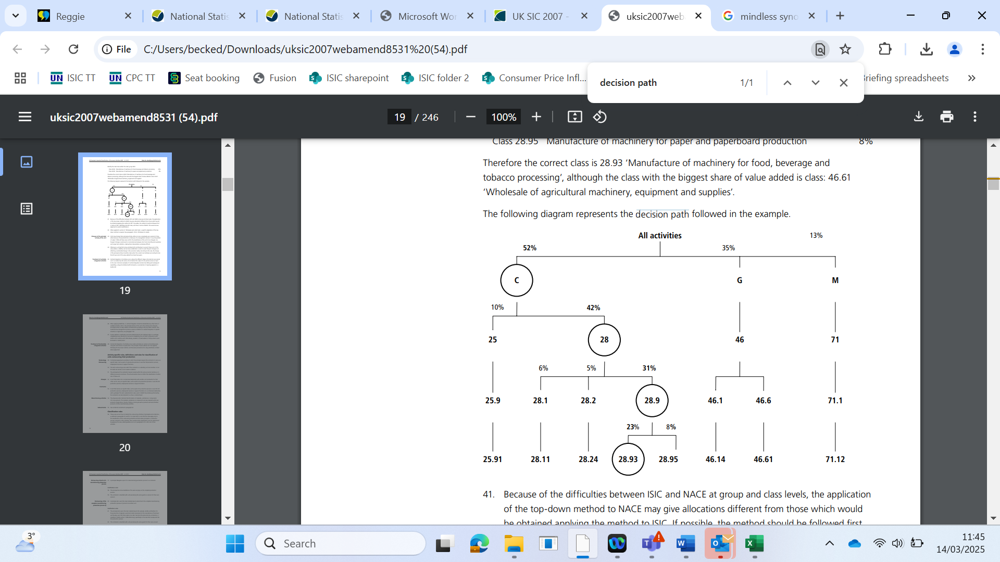 Reggie
National Statis
National Statis
Microsoft Wor
UK SIC 2007 -
uksic2007web
mindless syno
File
C:/Users/becked/Downloads/uksic2007webamend8531%20(54).pdf
ISIC TT
CPC TT
Seat booking
Fusion
ISIC sharepoint
ISIC folder 2
Consumer Price Infl...
Briefing spreadsheets
decision path
1/1
uksic2007webamend8531 (54).pdf
19 / 246
100%
Class 28.95 Manufacture of machinery for paper and paperboard production 8%
Therefore the correct class is 28.93 ‘Manufacture of machinery for food, beverage and
tobacco processing’, although the class with the biggest share of value added is class: 46.61
‘Wholesale of agricultural machinery, equipment and supplies’.
The following diagram represents the decision path followed in the example.
All activities
13%
52%
35%
C
G
M
10%
42%
25
28
46
71
6%
5%
31%
25.9
28.1
28.2
28.9
46.1
46.6
71.1
23%
8%
25.91
28.11
28.24
28.93
28.95
46.14
46.61
71.12
41. Because of the difficulties between ISIC and NACE at group and class levels, the application
of the top-down method to NACE may give allocations different from those which would
be obtained applying the method to ISIC. If possible, the method should be followed first
19
20
3°
Search
11:45
14/03/2025